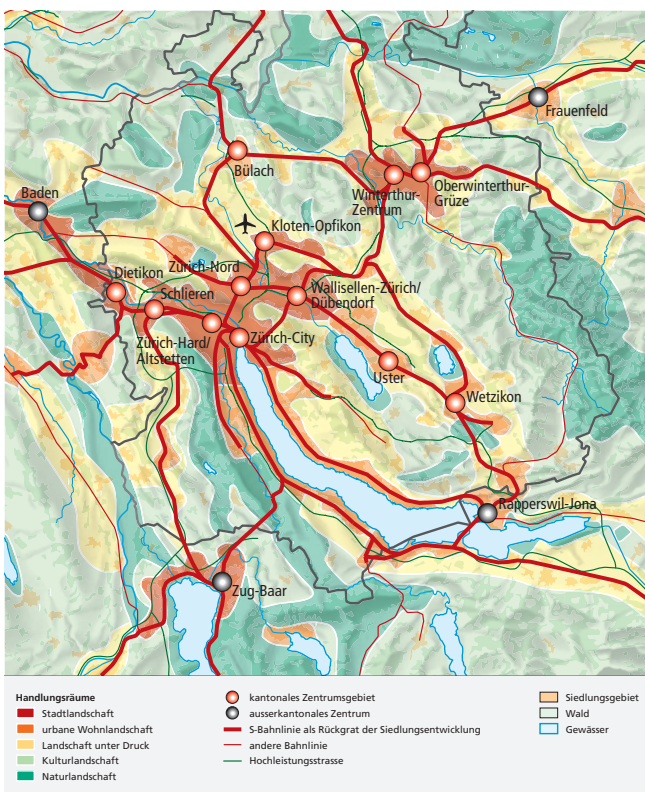 Frauenfeld
Bülach
Baden
Winterthur-
Zentrum
Oberwinterthur-
Grüze
Kloten-Opfikon
Zürich-Nord
Dietikon
Schlieren
Wallisellen-Zürich/
Dübendorf
Zürich-Hard/
Altstetten
Zürich-City
Uster
Wetzikon
Rapperswil-Jona
Zug-Baar
Handlungsräume
Stadtlandschaft
urbane Wohnlandschaft
Landschaft unter Druck
Kulturlandschaft
Naturlandschaft
kantonales Zentrumsgebiet
ausserkantonales Zentrum
S-Bahnlinie als Rückgrat der Siedlungsentwicklung
andere Bahnlinie
Hochleistungsstrasse
Siedlungsgebiet
Wald
Gewässer